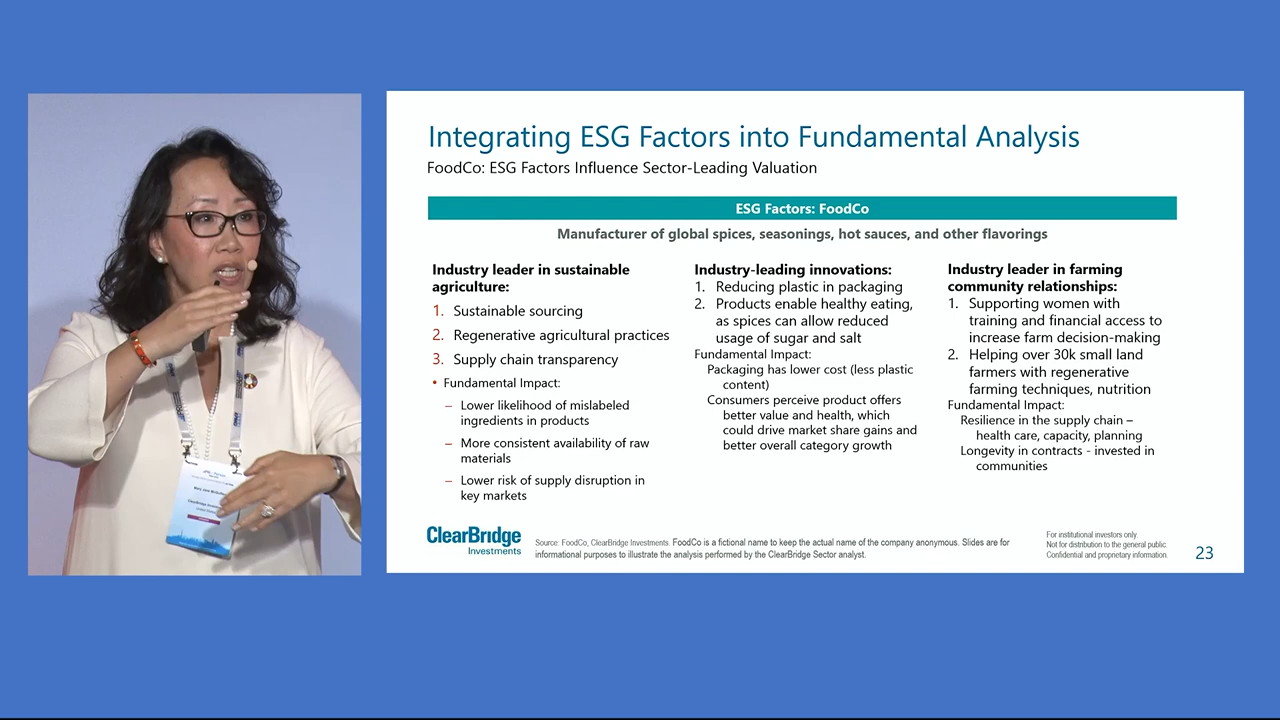 Integrating ESG Factors into Fundamental Analysis
FoodCo: ESG Factors Influence Sector-Leading Valuation
ESG Factors: FoodCo
Manufacturer of global spices, seasonings, hot sauces, and other flavorings
Industry leader in sustainable
agriculture:
1. Sustainable sourcing
2. Regenerative agricultural practices
3. Supply chain transparency
• Fundamental Impact:
– Lower likelihood of mislabeled
ingredients in products
– More consistent availability of raw
materials
– Lower risk of supply disruption in
key markets
Industry-leading innovations:
1. Reducing plastic in packaging
2. Products enable healthy eating,
as spices can allow reduced
usage of sugar and salt
Fundamental Impact:
Packaging has lower cost (less plastic
content)
Consumers perceive product offers
better value and health, which
could drive market share gains and
better overall category growth
Industry leader in farming
community relationships:
1. Supporting women with
training and financial access to
increase farm decision-making
2. Helping over 30k small land
farmers with regenerative
farming techniques, nutrition
Fundamental Impact:
Resilience in the supply chain –
health care, capacity, planning
Longevity in contracts - invested in
communities
ClearBridge
Investments
Source: FoodCo, ClearBridge Investments. FoodCo is a fictional name to keep the actual name of the company anonymous. Slides are for
informational purposes to illustrate the analysis performed by the ClearBridge Sector analyst.
For institutional investors only.
Not for distribution to the general public.
Confidential and proprietary information.
23